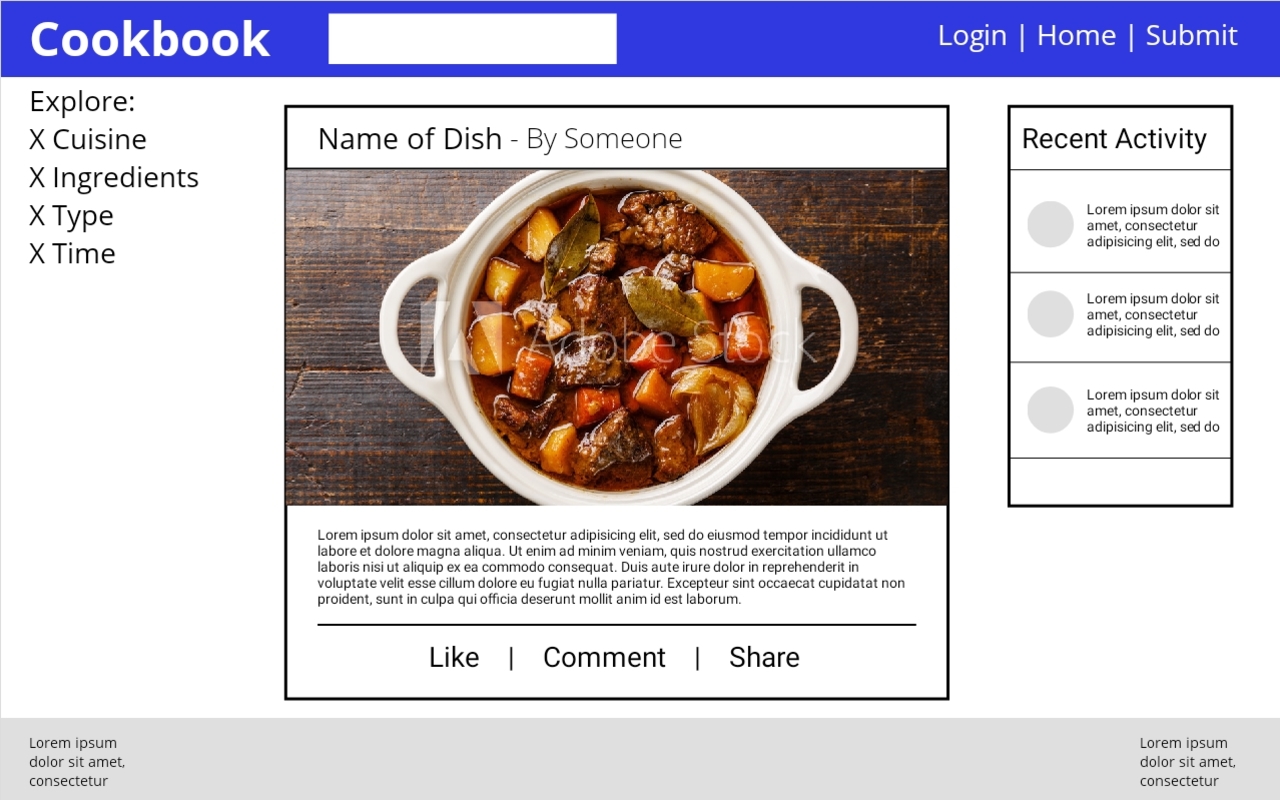 Cookbook
Login | Home | Submit
Explore:
X Cuisine
X Ingredients
X Type
X Time
Name of Dish - By Someone
Adobe Stock
Lorem ipsum dolor sit amet, consectetur adipisicing elit, sed do eiusmod tempor incididunt ut
labore et dolore magna aliqua. Ut enim ad minim veniam, quis nostrud exercitation ullamco
laboris nisi ut aliquip ex ea commodo consequat. Duis aute irure dolor in reprehenderit in
voluptate velit esse cillum dolore eu fugiat nulla pariatur. Excepteur sint occaecat cupidatat non
proident, sunt in culpa qui officia deserunt mollit anim id est laborum.
Like | Comment | Share
Recent Activity
Lorem ipsum dolor sit
amet, consectetur
adipisicing elit, sed do
Lorem ipsum dolor sit
amet, consectetur
adipisicing elit, sed do
Lorem ipsum dolor sit
amet, consectetur
adipisicing elit, sed do
Lorem ipsum
dolor sit amet,
consectetur
Lorem ipsum
dolor sit amet,
consectetur